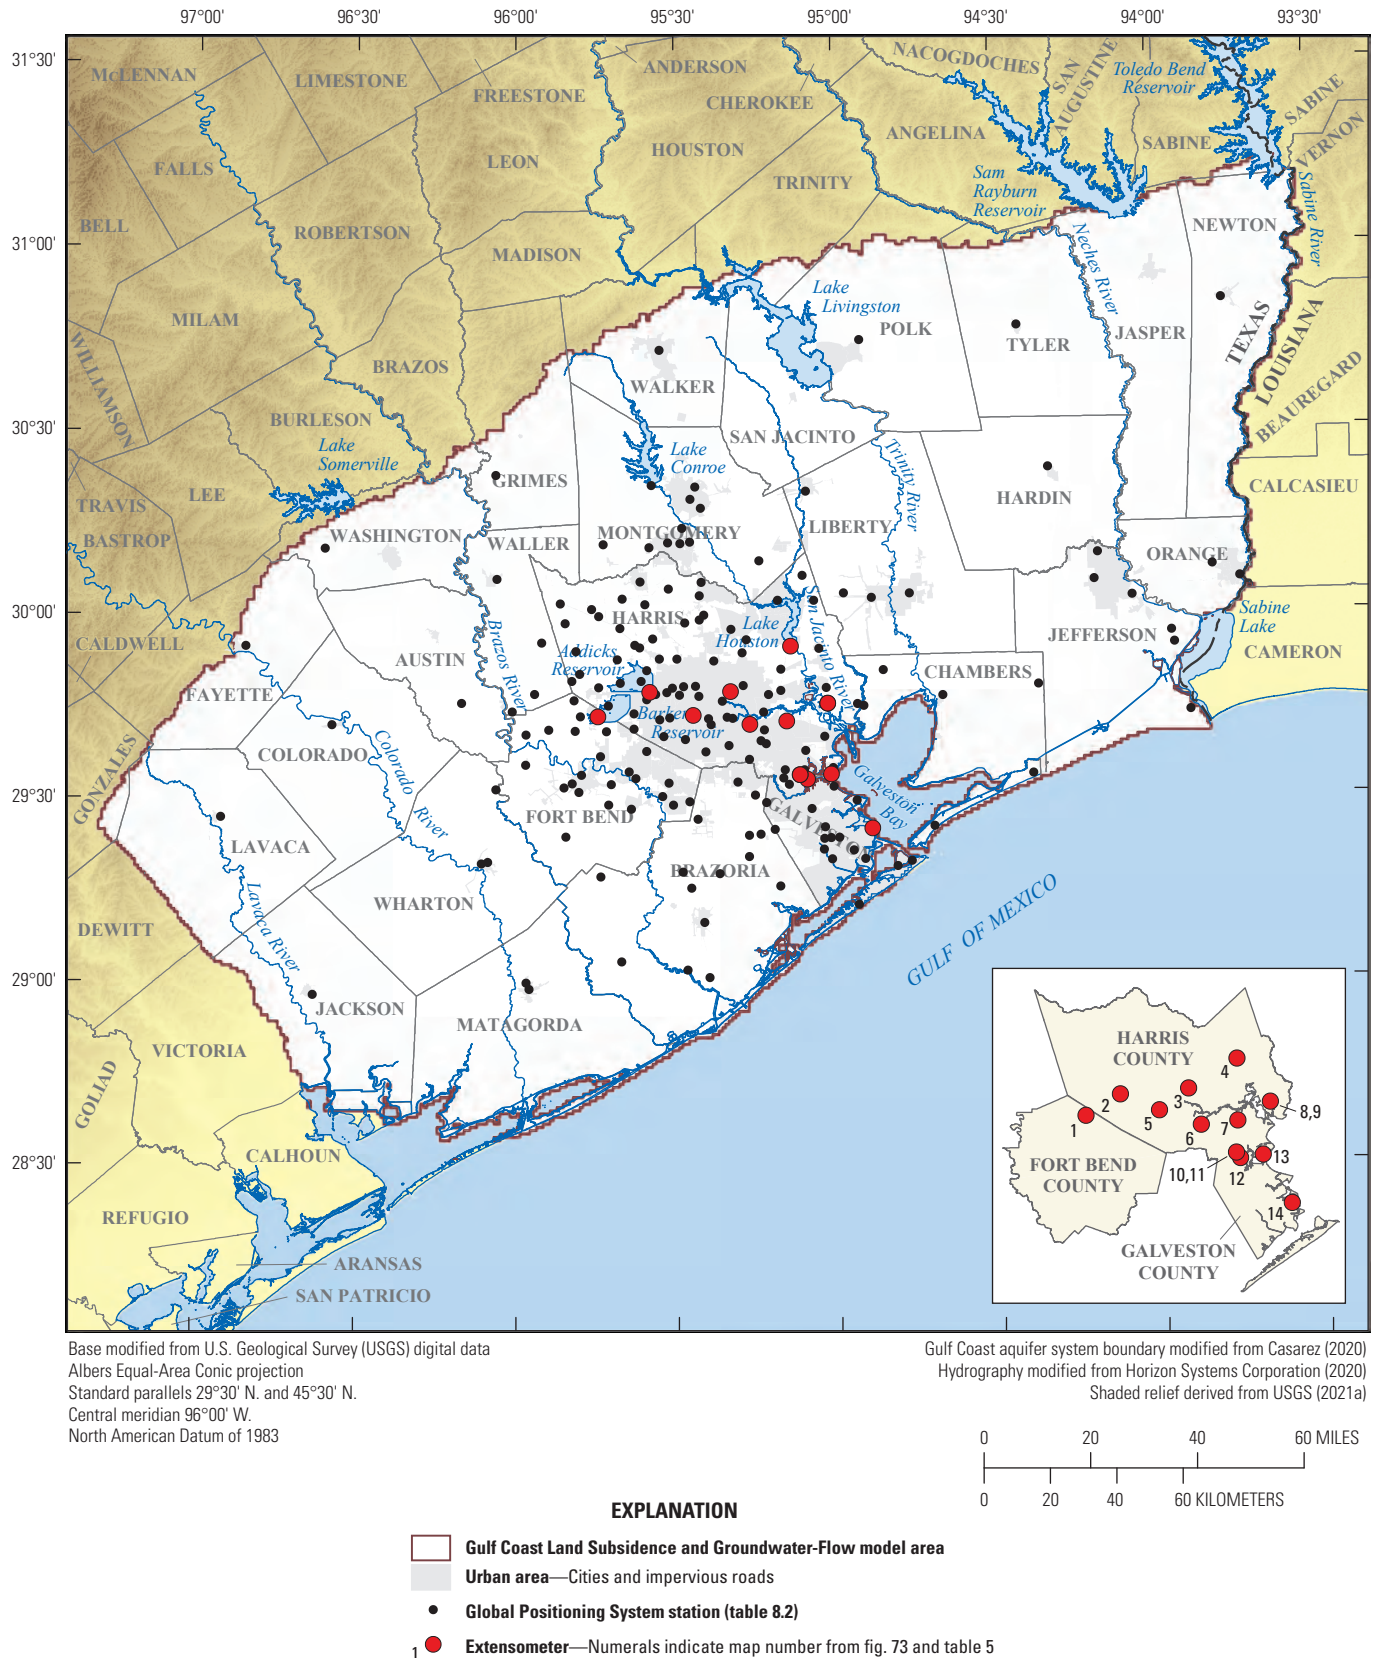 97°00'
96°30'
96°00'
95°30'
95°00'
94°30'
94°00'
93°30'
31°30'
31°00'
30°30'
30°00'
29°30'
29°00'
28°30'
McLENNAN
LIMESTONE
FREESTONE
ANDERSON
CHEROKEE
NACOGDOCHES
SAN
AUGUSTINE
Toledo Bend
Reservoir
SABINE
SABINE
VERNON
FALLS
LEON
HOUSTON
ANGELINA
TRINITY
Sam
Rayburn
Reservoir
Sabine River
BELL
ROBERTSON
MADISON
NEWTON
Neches River
MILAM
Lake
Livingston
POLK
TYLER
JASPER
TEXAS
LOUISIANA
WILLIAMSON
BRAZOS
WALKER
BEAUREGARD
BURLESON
Lake
Somerville
SAN JACINTO
Lake
Conroe
Trinity River
GRIMES
HARDIN
CALCASIEU
LEE
TRAVIS
BASTROP
WASHINGTON
WALLER
MONTGOMERY
LIBERTY
ORANGE
CALDWELL
HARRIS
Lake
Houston
San Jacinto River
JEFFERSON
Sabine
Lake
CAMERON
AUSTIN
Brazos River
Addicks
Reservoir
CHAMBERS
FAYETTE
Barker
Reservoir
GONZALES
COLORADO
Colorado
River
Galveston
Bay
FORT BEND
GALVESTON
LAVACA
BRAZORIA
WHARTON
Lavaca River
DEWITT
GULF OF MEXICO
JACKSON
MATAGORDA
VICTORIA
GOLIAD
CALHOUN
REFUGIO
ARANSAS
SAN PATRICIO
HARRIS
COUNTY
4
2
3
8,9
1
5
6
7
FORT BEND
COUNTY
10,11
12
13
14
GALVESTON
COUNTY
Base modified from U.S. Geological Survey (USGS) digital data
Albers Equal-Area Conic projection
Standard parallels 29°30' N. and 45°30' N.
Central meridian 96°00' W.
North American Datum of 1983
Gulf Coast aquifer system boundary modified from Casarez (2020)
Hydrography modified from Horizon Systems Corporation (2020)
Shaded relief derived from USGS (2021a)
0 20 40 60 MILES
0 20 40 60 KILOMETERS
EXPLANATION
Gulf Coast Land Subsidence and Groundwater-Flow model area
Urban area—Cities and impervious roads
Global Positioning System station (table 8.2)
1 Extensometer—Numerals indicate map number from fig. 73 and table 5